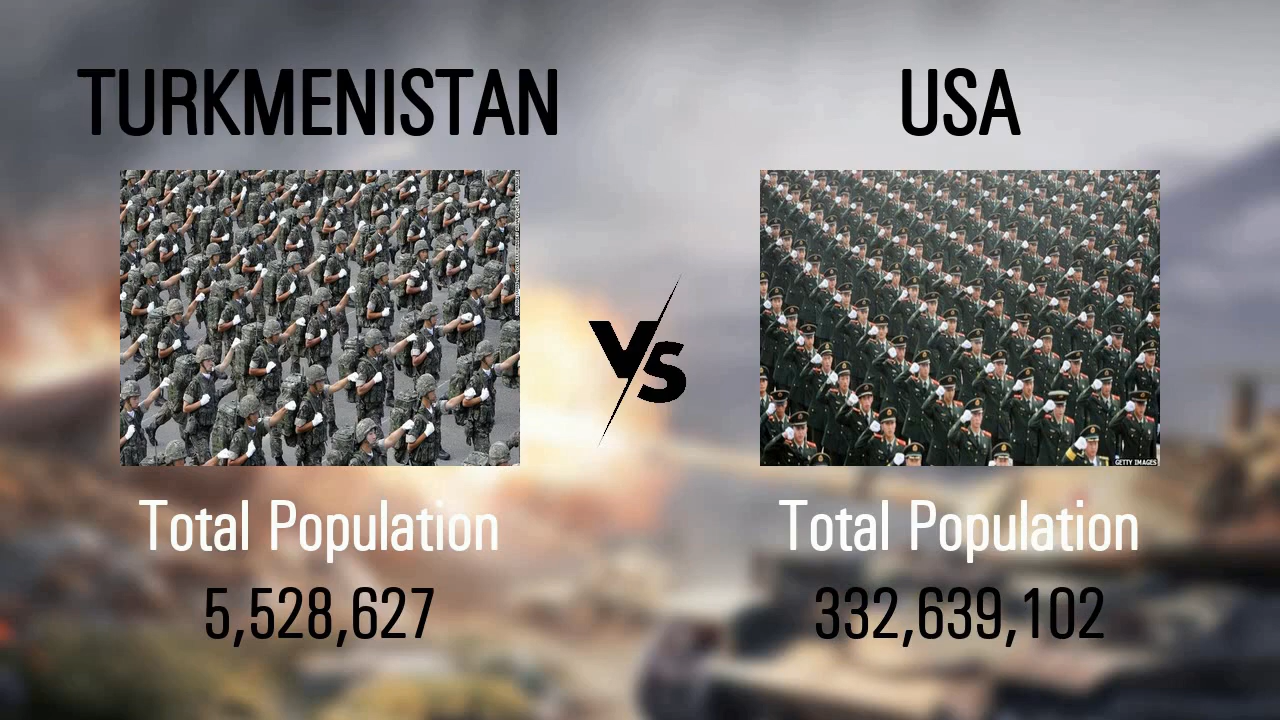 TURKMENISTAN
USA
VS
GETTY IMAGES
Total Population
Total Population
5,528,627
332,639,102